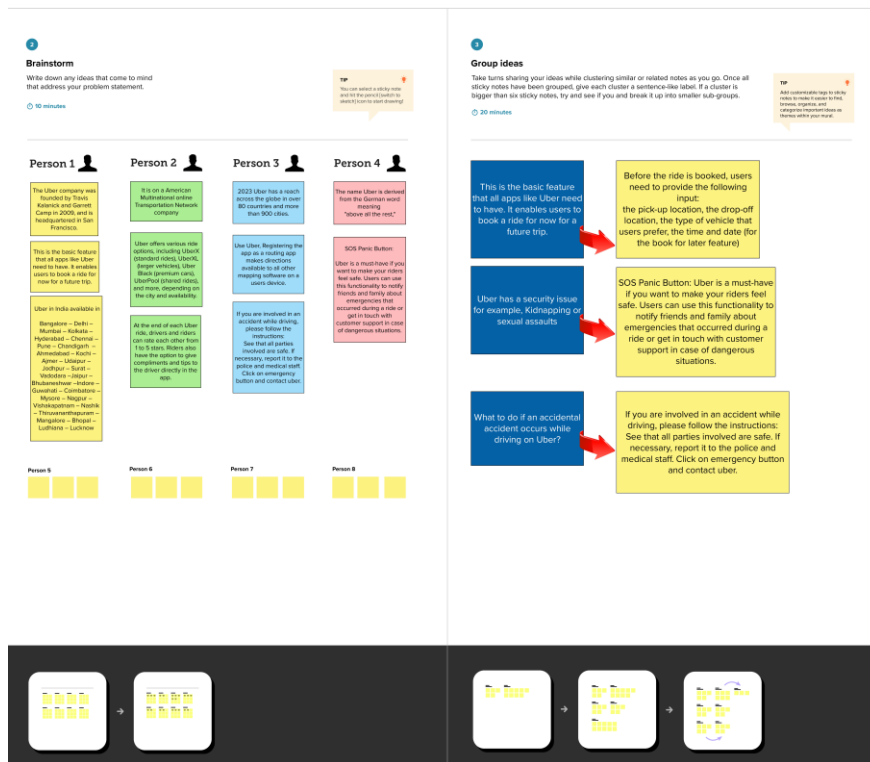 2
Brainstorm
Write down any ideas that come to mind
that address your problem statement.
10 minutes
TIP
You can select a sticky note
and hit the pencil [switch to
sketch] icon to start drawing!
Person 1
The Uber company was
founded by Travis
Kalanick and Garrett
Camp in 2009, and is
headquartered in San
Francisco.
This is the basic feature
that all apps like Uber
need to have. It enables
users to book a ride for
now for a future trip.
Uber in India available in
Bangalore – Delhi –
Mumbai – Kolkata –
Hyderabad – Chennai –
Pune – Chandigarh –
Ahmedabad – Kochi –
Ajmer – Udaipur –
Jodhpur – Surat –
Vadodara –Jaipur –
Bhubaneshwar –Indore –
Guwahati – Coimbatore –
Mysore – Nagpur –
Vishakapatnam – Nashik
– Thiruvananthapuram –
Mangalore – Bhopal –
Ludhiana – Lucknow
Person 2
It is on a American
Multinational online
Transportation Network
company
Uber offers various ride
options, including UberX
(standard rides), UberXL
(larger vehicles), Uber
Black (premium cars),
UberPool (shared rides),
and more, depending on
the city and availability.
At the end of each Uber
ride, drivers and riders
can rate each other from
1 to 5 stars. Riders also
have the option to give
compliments and tips to
the driver directly in the
app.
Person 3
2023 Uber has a reach
across the globe in over
80 countries and more
than 900 cities.
Use Uber, Registering the
app as a routing app
makes directions
available to all other
mapping software on a
users device.
If you are involved in an
accident while driving,
please follow the
instructions:
See that all parties
involved are safe. If
necessary, report it to the
police and medical staff.
Click on emergency
button and contact uber.
Person 4
The name Uber is derived
from the German word
meaning
"above all the rest,"
SOS Panic Button:
Uber is a must-have if you
want to make your riders
feel safe. Users can use
this functionality to notify
friends and family about
emergencies that
occurred during a ride or
get in touch with
customer support in case
of dangerous situations.
Person 5
Person 6
Person 7
Person 8
3
Group ideas
Take turns sharing your ideas while clustering similar or related notes as you go. Once all
sticky notes have been grouped, give each cluster a sentence-like label. If a cluster is
bigger than six sticky notes, try and see if you and break it up into smaller sub-groups.
20 minutes
TIP
Add customizable tags to sticky
notes to make it easier to find,
browse, organize, and
categorize important ideas as
themes within your mural.
This is the basic feature
that all apps like Uber need
to have. It enables users to
book a ride for now for a
future trip.
Before the ride is booked, users
need to provide the following
input:
the pick-up location, the drop-off
location, the type of vehicle that
users prefer, the time and date (for
the book for later feature)
Uber has a security issue
for example, Kidnapping or
sexual assaults
SOS Panic Button: Uber is a must-have
if you want to make your riders feel
safe. Users can use this functionality to
notify friends and family about
emergencies that occurred during a
ride or get in touch with customer
support in case of dangerous
situations.
What to do if an accidental
accident occurs while
driving on Uber?
If you are involved in an accident while
driving, please follow the instructions:
See that all parties involved are safe. If
necessary, report it to the police and
medical staff. Click on emergency button
and contact uber.